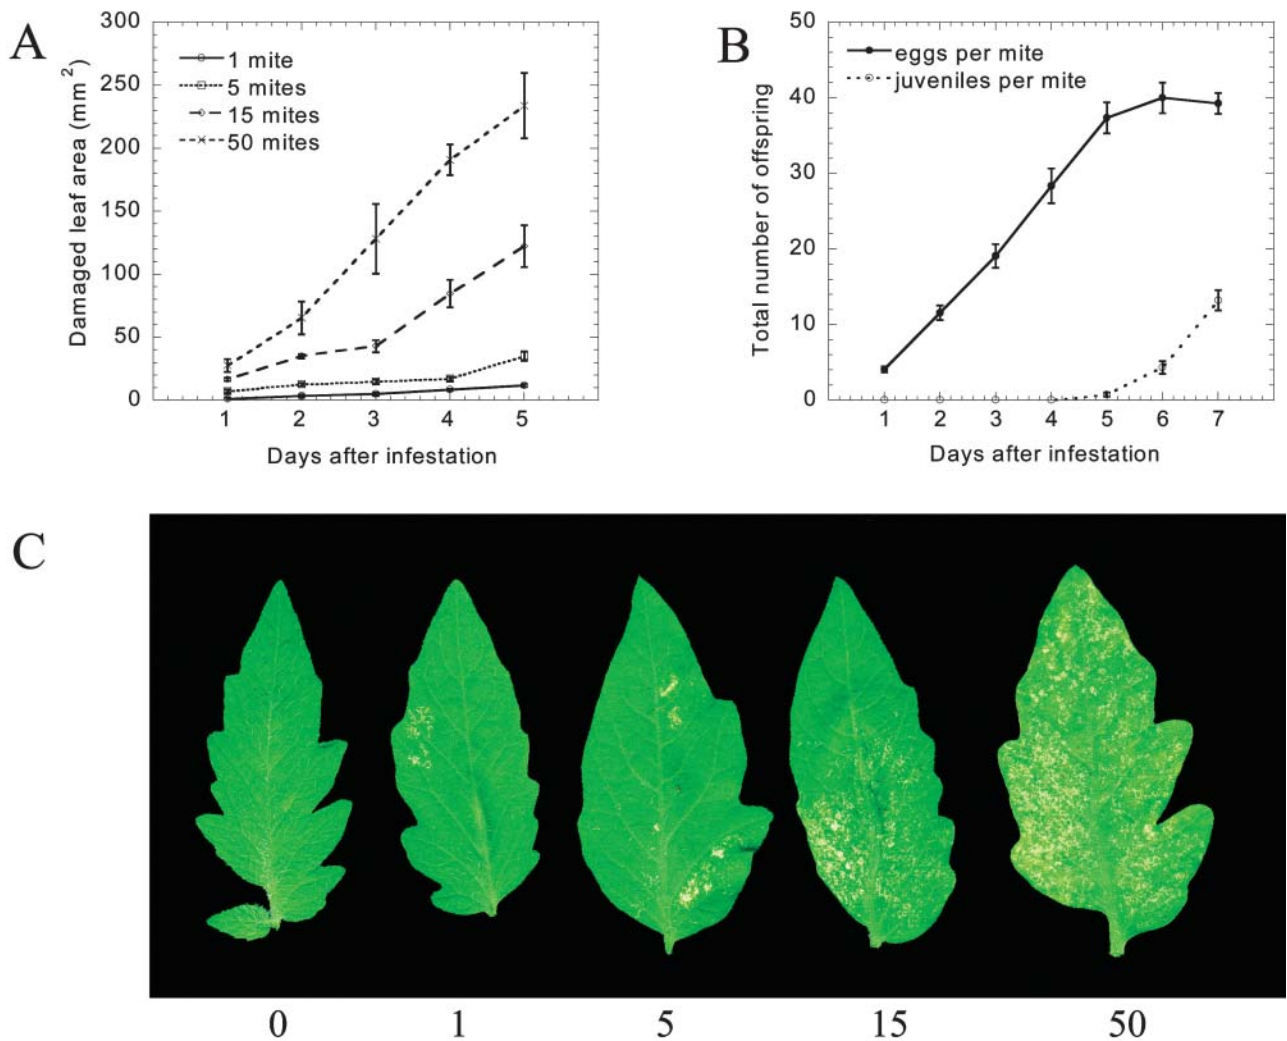 A
Damaged leaf area (mm2)
300
250
200
150
100
50
0
1 mite
5 mites
15 mites
50 mites
1 2 3 4 5
Days after infestation
B
Total number of offspring
50
40
30
20
10
0
eggs per mite
juveniles per mite
1 2 3 4 5 6 7
Days after infestation
C
0 1 5 15 50